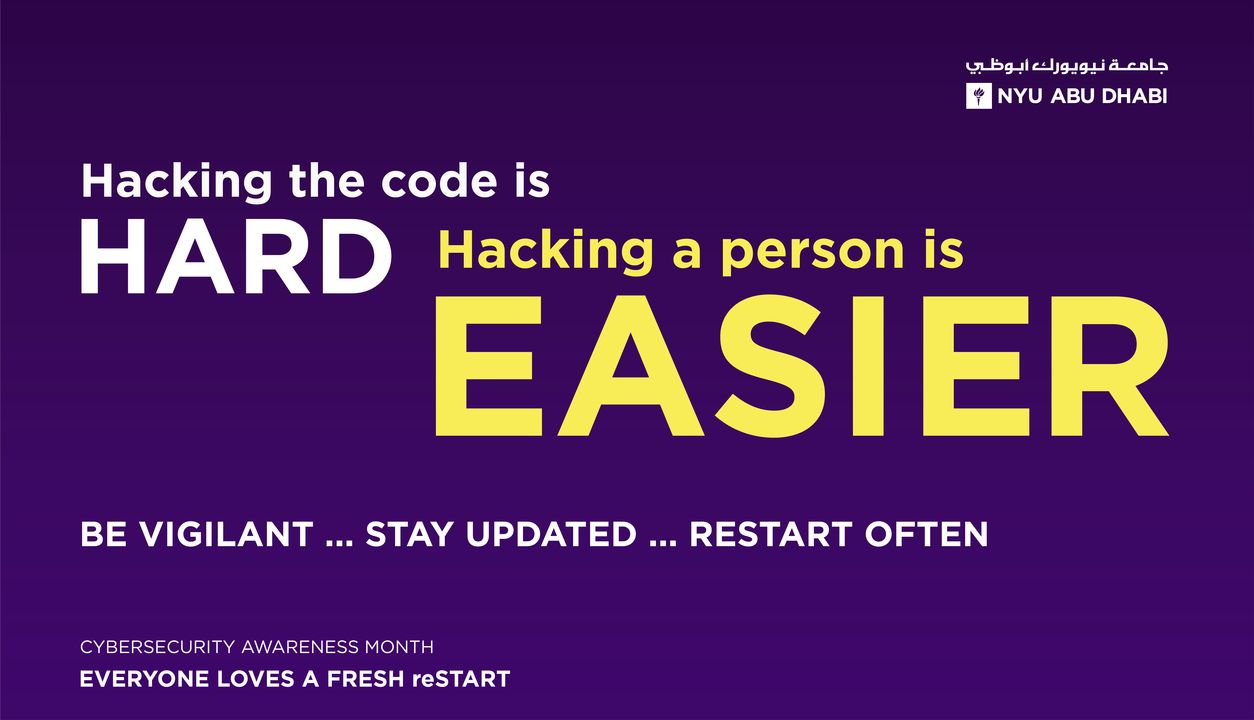 جامعة نيويورك أبوظبي
NYU ABU DHABI
Hacking the code is
HARD
Hacking a person is
EASIER
BE VIGILANT ... STAY UPDATED ... RESTART OFTEN
CYBERSECURITY AWARENESS MONTH
EVERYONE LOVES A FRESH reSTART